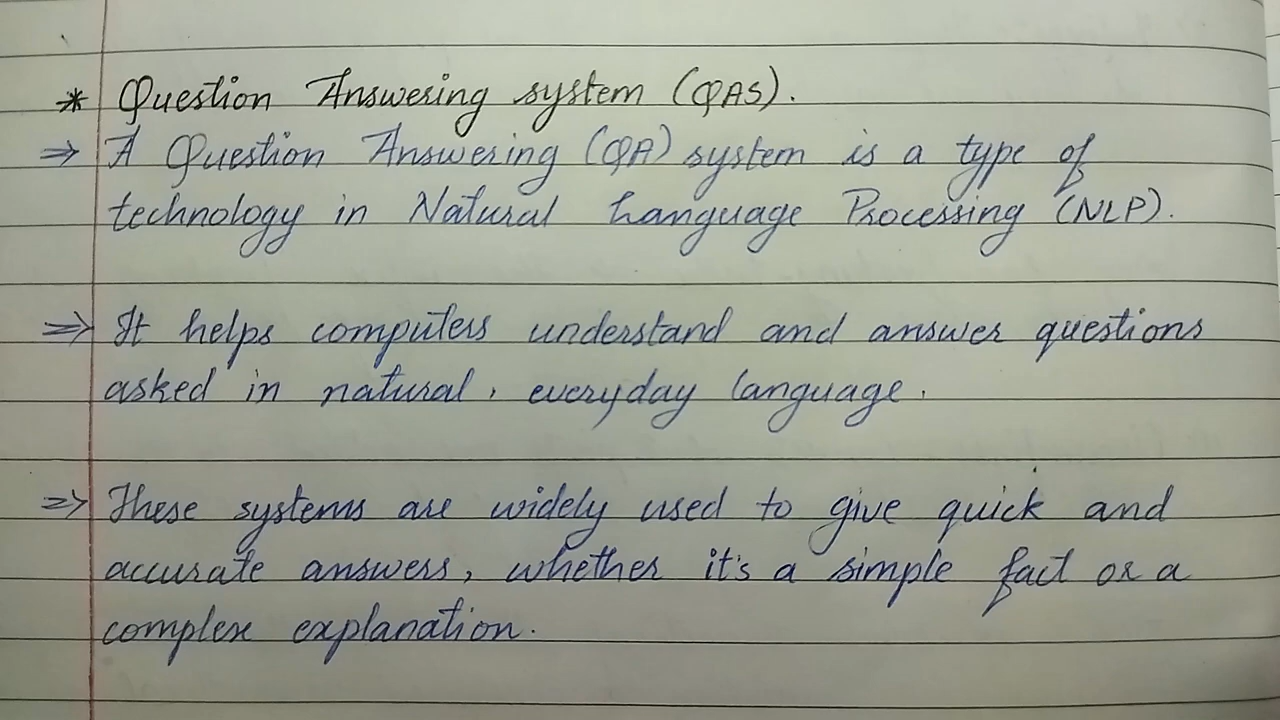 * Question Answering system (QAS).
⇒ A Question Answering (QA) system is a type of
technology in Natural Language Processing (NLP).
⇒ It helps computers understand and answer questions
asked in natural, everyday language.
⇒ These systems are widely used to give quick and
accurate answers, whether it's a simple fact or a
complex explanation.